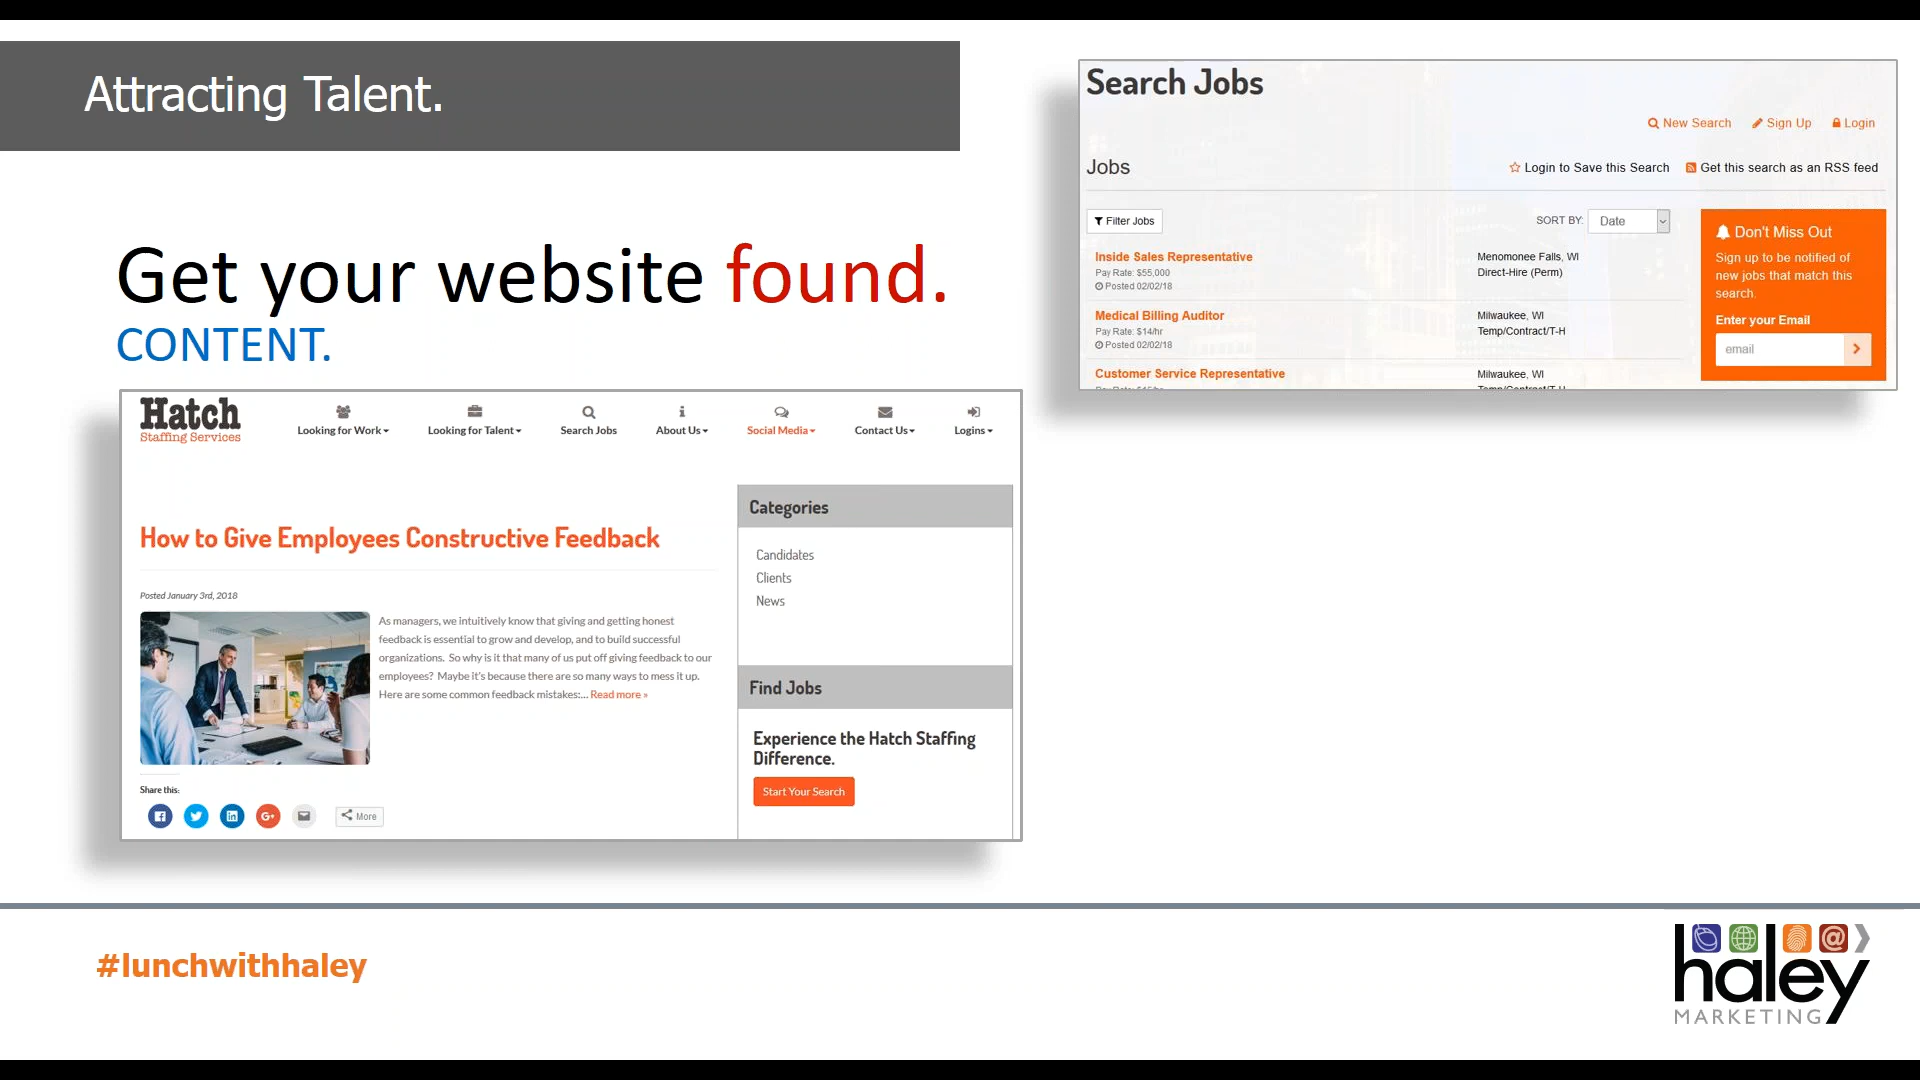 Attracting Talent.
Get your website found.
CONTENT.
Hatch
Staffing Services
Looking for Work
Looking for Talent
Search Jobs
About Us
Social Media
Contact Us
Logins
How to Give Employees Constructive Feedback
Posted January 3rd, 2018
As managers, we intuitively know that giving and getting honest
feedback is essential to grow and develop, and to build successful
organizations. So why is it that many of us put off giving feedback to our
employees? Maybe it's because there are so many ways to mess it up.
Here are some common feedback mistakes:... Read more »
Share this:
More
Categories
Candidates
Clients
News
Find Jobs
Experience the Hatch Staffing
Difference.
Start Your Search
Search Jobs
New Search Sign Up Login
Jobs
Login to Save this Search Get this search as an RSS feed
Filter Jobs
SORT BY: Date
Inside Sales Representative
Pay Rate: $55,000
Posted 02/02/18
Menomonee Falls, WI
Direct-Hire (Perm)
Medical Billing Auditor
Pay Rate: $14/hr
Posted 02/02/18
Milwaukee, WI
Temp/Contract/T-H
Customer Service Representative
Milwaukee, WI
Temp/Contract/T-H
Don't Miss Out
Sign up to be notified of
new jobs that match this
search.
Enter your Email
email
#lunchwithhaley
haley
MARKETING